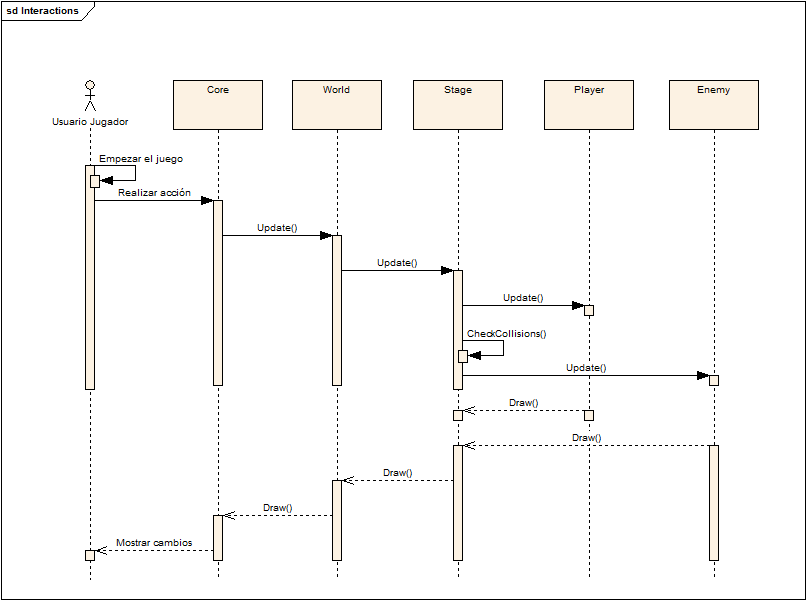 sd Interactions
Usuario Jugador
Core
World
Stage
Player
Enemy
Empezar el juego
Realizar acción
Update()
Update()
Update()
CheckCollisions()
Update()
Draw()
Draw()
Draw()
Draw()
Mostrar cambios